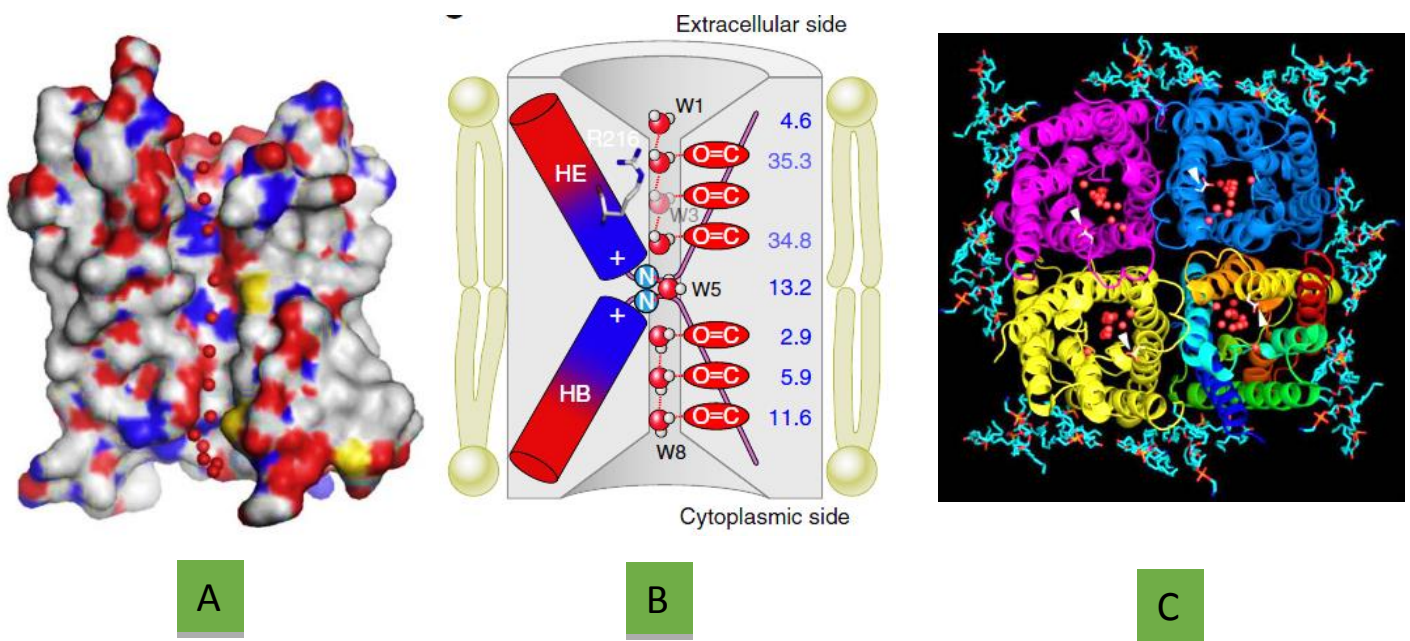 Extracellular side
W1
4.6
R216
O=C
35.3
HE
O=C
W3
O=C
34.8
+
N
W5
13.2
N
+
O=C
2.9
HB
O=C
5.9
O=C
11.6
W8
Cytoplasmic side
A
B
C